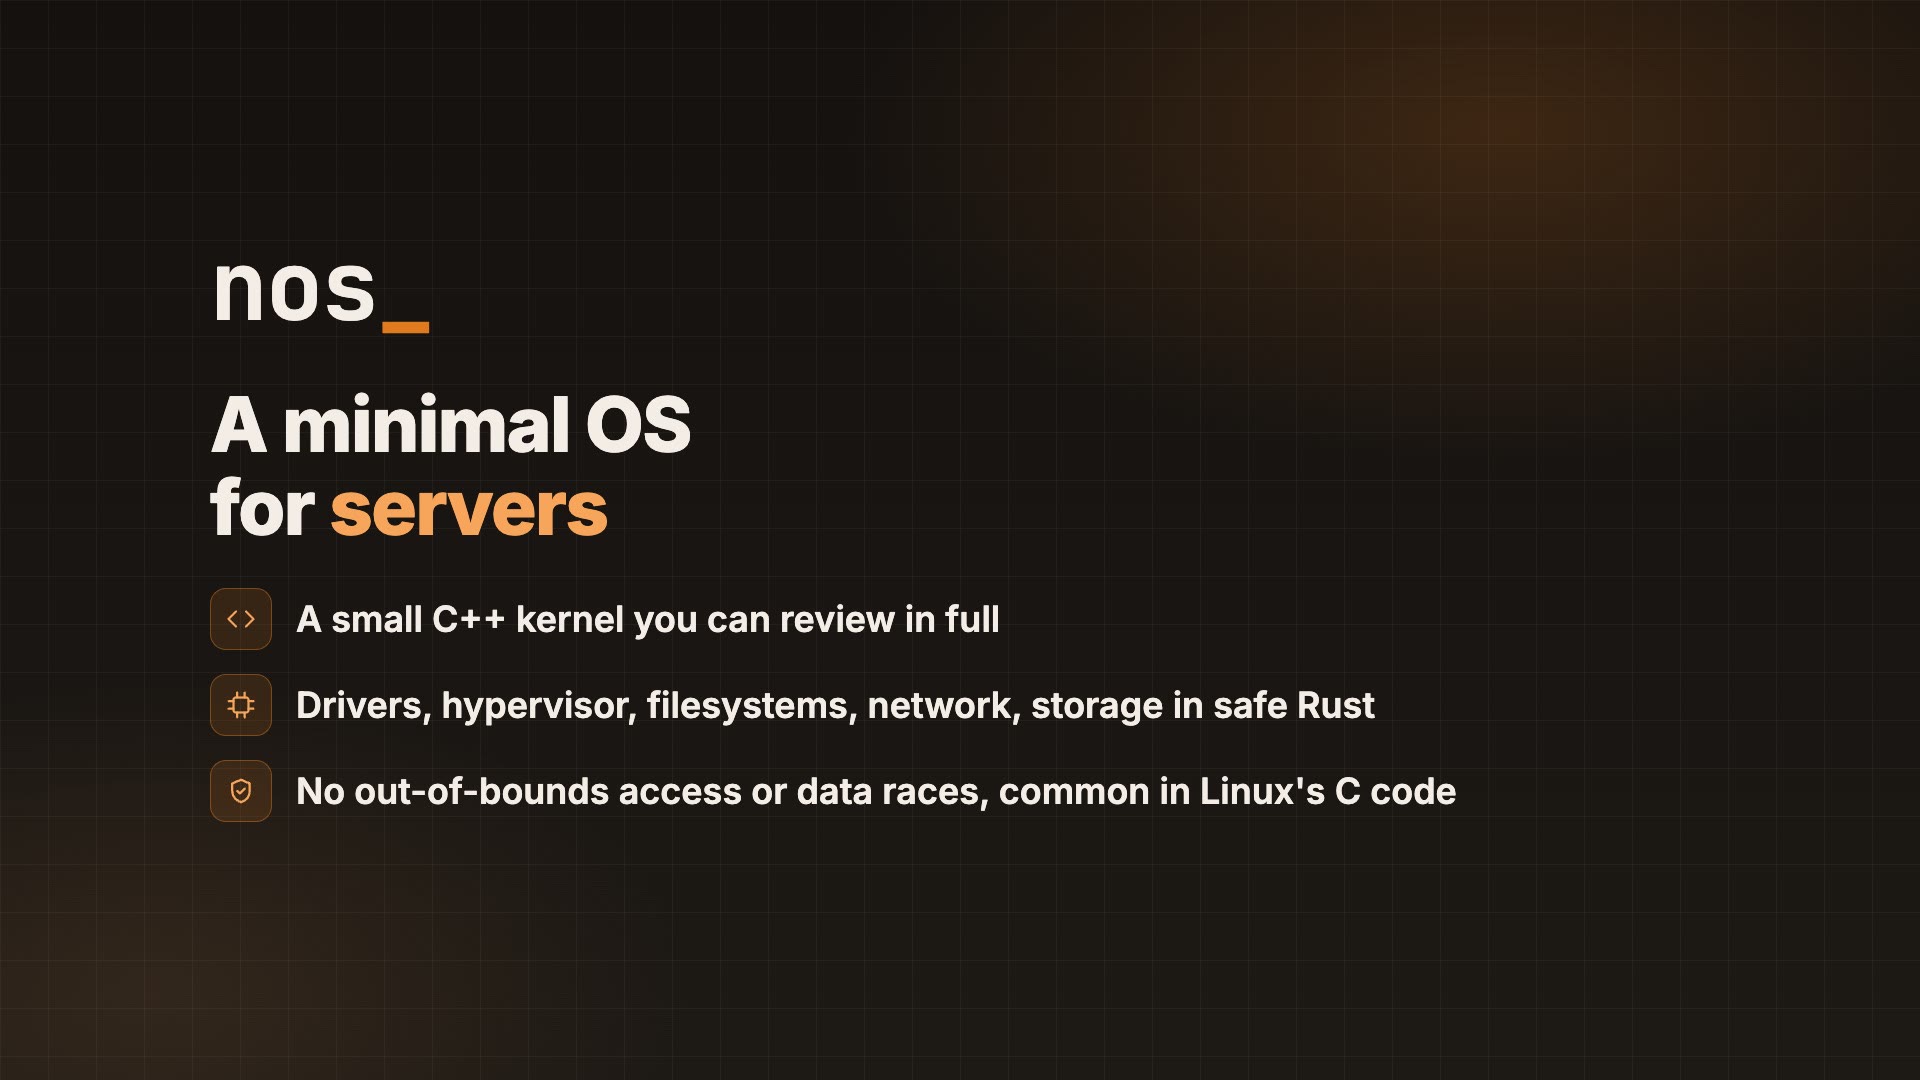 nos_
A minimal OS
for servers
A small C++ kernel you can review in full
Drivers, hypervisor, filesystems, network, storage in safe Rust
No out-of-bounds access or data races, common in Linux's C code